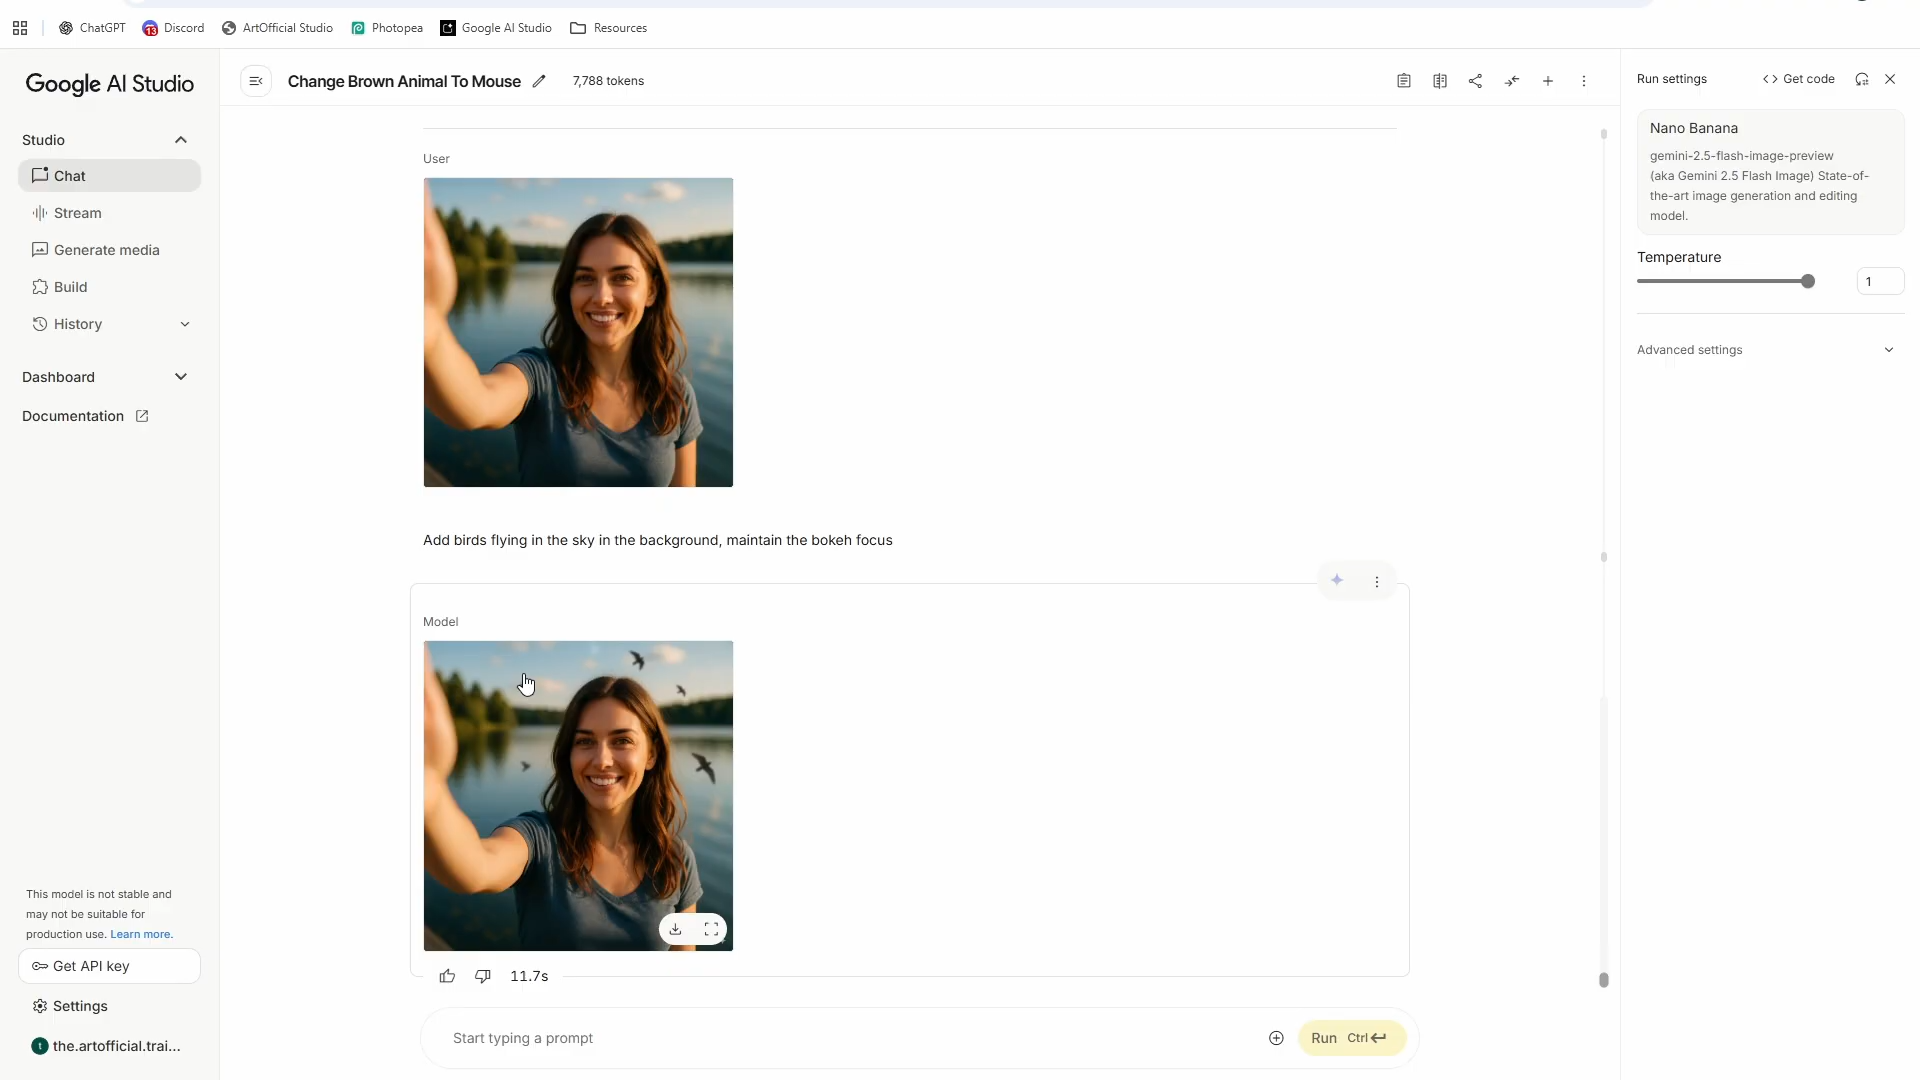 ChatGPT
13
Discord
ArtOfficial Studio
Photopea
Google AI Studio
Resources
Google AI Studio
Studio
Chat
Stream
Generate media
Build
History
Dashboard
Documentation
This model is not stable and
may not be suitable for
production use. Learn more.
Get API key
Settings
t
the.artofficial.trai...
Change Brown Animal To Mouse
7,788 tokens
User
Add birds flying in the sky in the background, maintain the bokeh focus
Model
11.7s
Start typing a prompt
Run Ctrl
Run settings
<> Get code
Nano Banana
gemini-2.5-flash-image-preview
(aka Gemini 2.5 Flash Image) State-of-
the-art image generation and editing
model.
Temperature
1
Advanced settings